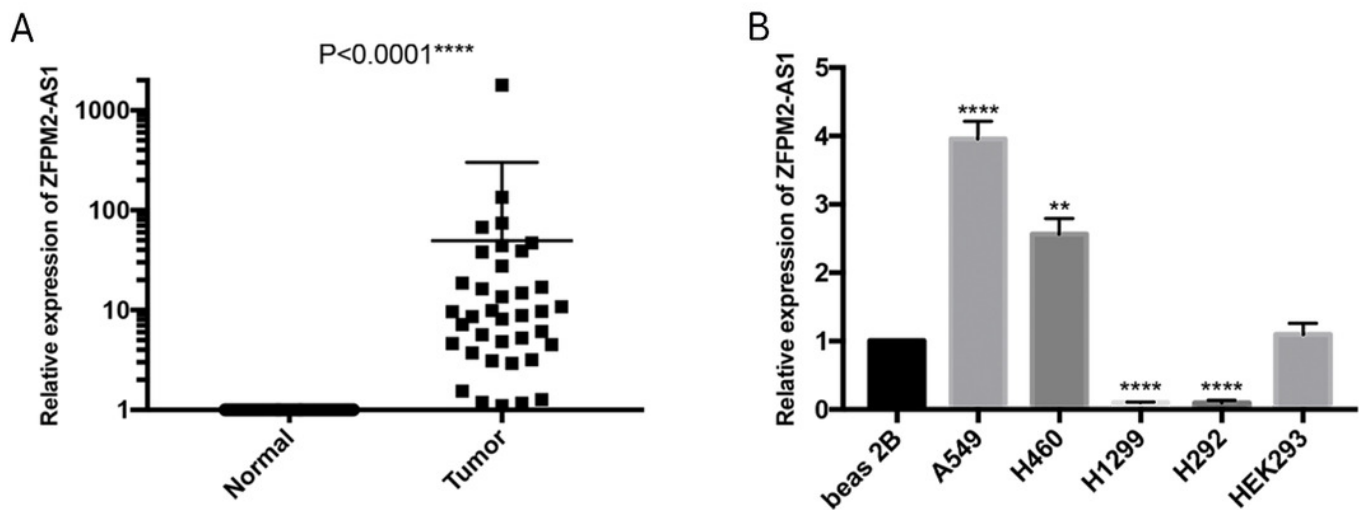 A
P<0.0001****
Relative expression of ZFPM2-AS1
1000
100
10
1
Normal
Tumor
B
Relative expression of ZFPM2-AS1
5
4
3
2
1
0
****
**
****
****
beas 2B
A549
H460
H1299
H292
HEK293